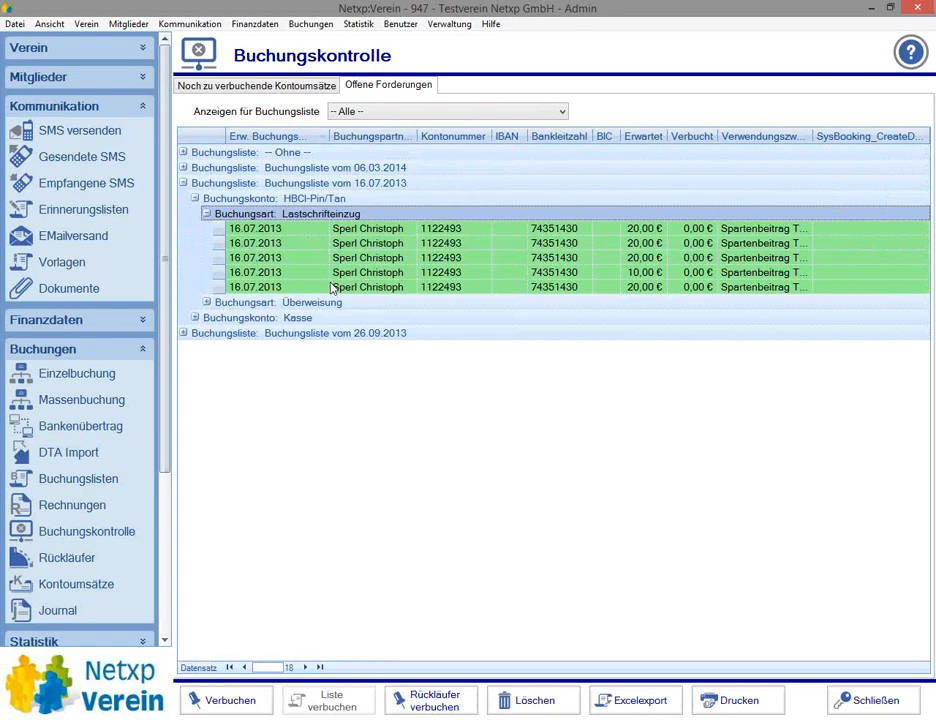 Netxp:Verein - 947 - Testverein Netxp GmbH - Admin
Datei Ansicht Verein Mitglieder Kommunikation Finanzdaten Buchungen Statistik Benutzer Verwaltung Hilfe
Verein
Mitglieder
Kommunikation
SMS versenden
Gesendete SMS
Empfangene SMS
Erinnerungslisten
EMailversand
Vorlagen
Dokumente
Finanzdaten
Buchungen
Einzelbuchung
Massenbuchung
Bankenübertrag
DTA Import
Buchungslisten
Rechnungen
Buchungskontrolle
Rückläufer
Kontoumsätze
Journal
Statistik
Netxp
Verein
Buchungskontrolle
?
Noch zu verbuchende Kontoumsätze Offene Forderungen
Anzeigen für Buchungsliste -- Alle --
Erw. Buchungs... Buchungspartn... Kontonummer IBAN Bankleitzahl BIC Erwartet Verbucht Verwendungszw... SysBooking_CreateD...
Buchungsliste: -- Ohne --
Buchungsliste: Buchungsliste vom 06.03.2014
Buchungsliste: Buchungsliste vom 16.07.2013
Buchungskonto: HBCI-Pin/Tan
Buchungsart: Lastschrifteinzug
16.07.2013 Sperl Christoph 1122493 74351430 20,00 € 0,00 € Spartenbeitrag T...
16.07.2013 Sperl Christoph 1122493 74351430 20,00 € 0,00 € Spartenbeitrag T...
16.07.2013 Sperl Christoph 1122493 74351430 20,00 € 0,00 € Spartenbeitrag T...
16.07.2013 Sperl Christoph 1122493 74351430 10,00 € 0,00 € Spartenbeitrag T...
16.07.2013 Sperl Christoph 1122493 74351430 20,00 € 0,00 € Spartenbeitrag T...
Buchungsart: Überweisung
Buchungskonto: Kasse
Buchungsliste: Buchungsliste vom 26.09.2013
Datensatz 18
Verbuchen
Liste verbuchen
Rückläufer verbuchen
Löschen
Excelexport
Drucken
Schließen